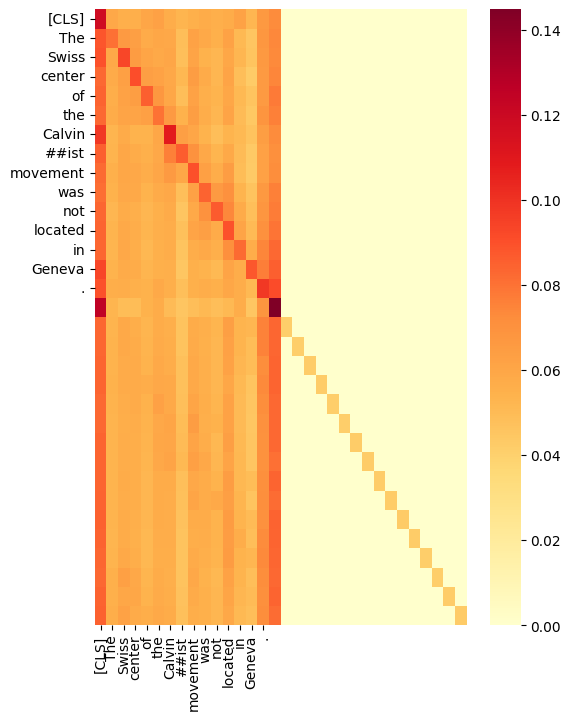 [CLS]
The
Swiss
center
of
the
Calvin
##ist
movement
was
not
located
in
Geneva
.
[CLS]
The
Swiss
center
of
the
Calvin
##ist
movement
was
not
located
in
Geneva
.
0.14
0.12
0.10
0.08
0.06
0.04
0.02
0.00